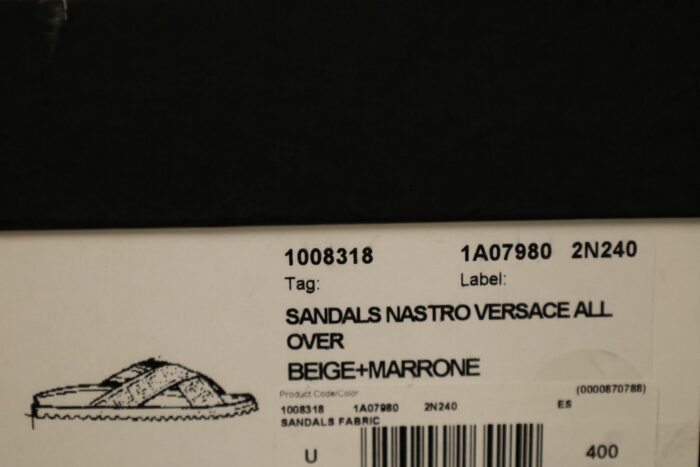 1008318 1A07980 2N240
Tag: Label:
SANDALS NASTRO VERSACE ALL
OVER
BEIGE+MARRONE
Product Code/Color (0000870788)
1008318 1A07980 2N240 ES
SANDALS FABRIC
U 400